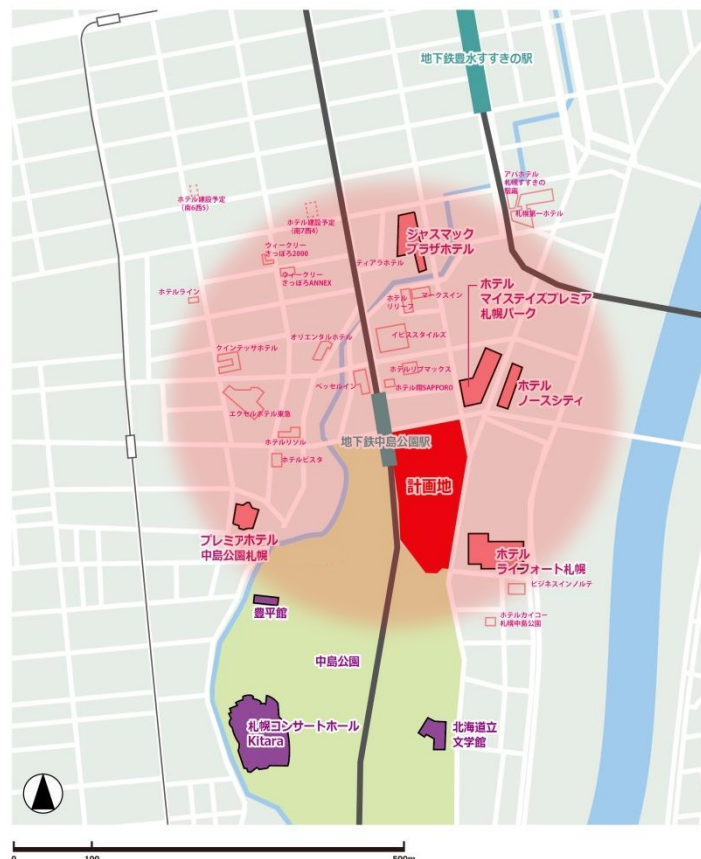 地下鉄豊水すすきの駅
アパホテル
札幌すすきの
駅南
札幌第一ホテル
ホテル建設予定
(南6西5)
ホテル建設予定
(南7西4)
ジャスマック
プラザホテル
ウィークリー
さっぽろ2000
ティアラホテル
ウィークリー
さっぽろANNEX
ホテル
マイステイズプレミア
札幌パーク
ホテルライン
ホテル
リリーフ
マークスイン
イビススタイルズ
オリエンタルホテル
クインテッサホテル
ホテルリブマックス
ベッセルイン
ホテル翔SAPPORO
ホテル
ノースシティ
エクセルホテル東急
ホテルリゾル
地下鉄中島公園駅
ホテルビスタ
計画地
プレミアホテル
中島公園札幌
ホテル
ライフォート札幌
ビジネスインノルテ
豊平館
ホテルカイコー
札幌中島公園
中島公園
札幌コンサートホール
Kitara
北海道立
文学館
0 100 500m